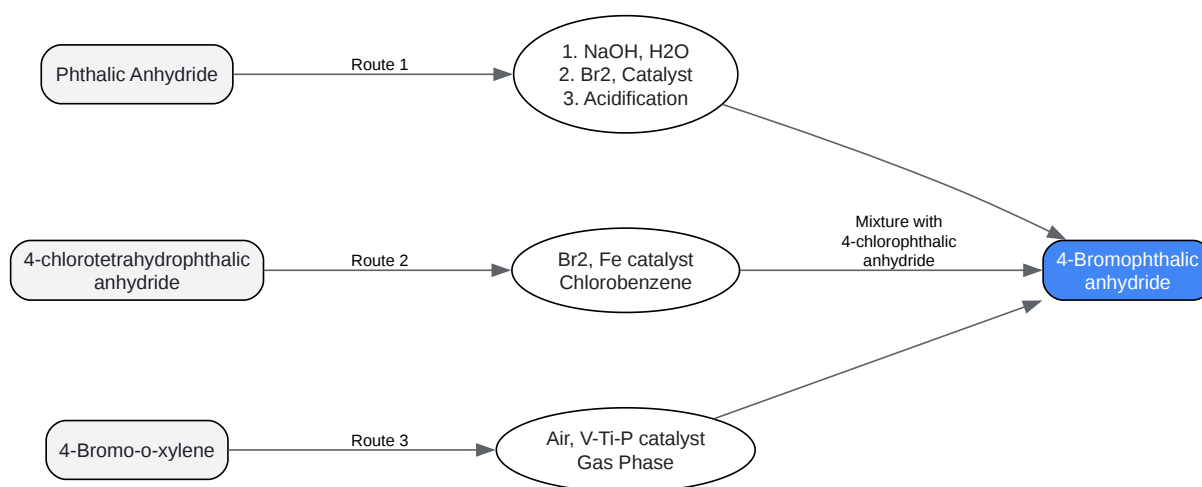 Phthalic Anhydride
Route 1
1. NaOH, H2O
2. Br2, Catalyst
3. Acidification
4-chlorotetrahydrophthalic
anhydride
Route 2
Br2, Fe catalyst
Chlorobenzene
Mixture with
4-chlorophthalic
anhydride
4-Bromophthalic
anhydride
4-Bromo-o-xylene
Route 3
Air, V-Ti-P catalyst
Gas Phase